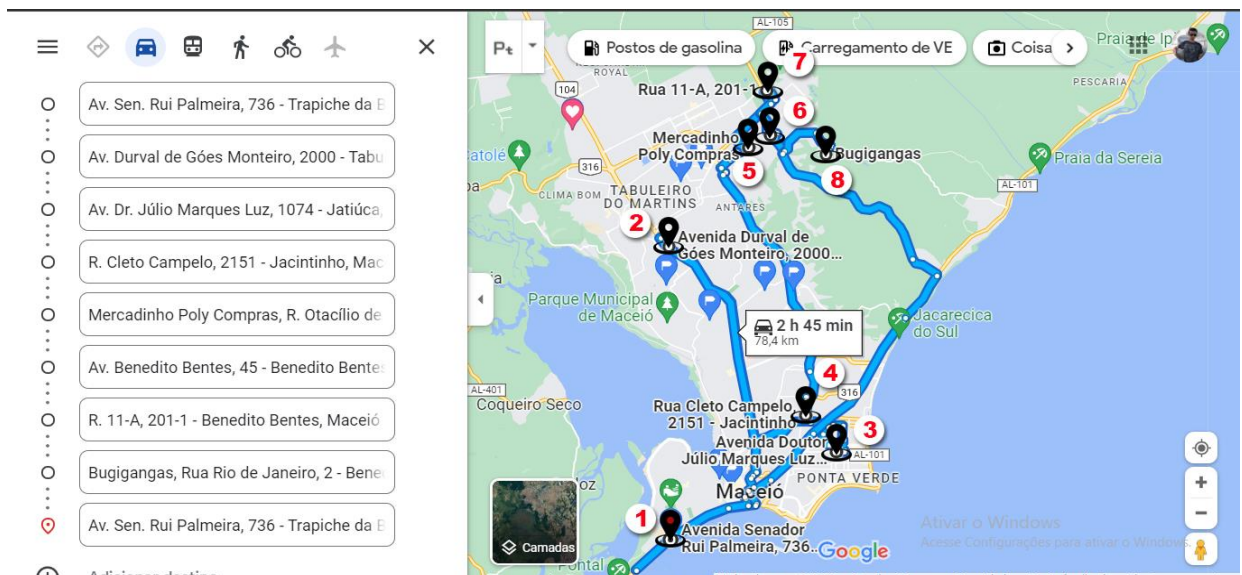 Av. Sen. Rui Palmeira, 736 - Trapiche da B
Av. Durval de Góes Monteiro, 2000 - Tabu
Av. Dr. Júlio Marques Luz, 1074 - Jatiúca,
R. Cleto Campelo, 2151 - Jacintinho, Mac
Mercadinho Poly Compras, R. Otacílio de
Av. Benedito Bentes, 45 - Benedito Bente
R. 11-A, 201-1 - Benedito Bentes, Maceió
Bugigangas, Rua Rio de Janeiro, 2 - Bene
Av. Sen. Rui Palmeira, 736 - Trapiche da B
Adicionar destino
Pt
Postos de gasolina
Carregamento de VE
Coisa
AL-105
Praia de Ip
ROYAL
104
Rua 11-A, 201-1
7
PESCARIA
6
Mercadinho
Poly Compras
5
Bugigangas
8
Praia da Sereia
AL-101
Catolé
316
CLIMA BOM
TABULEIRO
DO MARTINS
ANTARES
2
Avenida Durval de
Góes Monteiro, 2000...
Parque Municipal
de Maceió
2 h 45 min
78,4 km
Jacarecica
do Sul
4
316
AL-401
Coqueiro Seco
Rua Cleto Campelo,
2151 - Jacintinho
3
Avenida Doutor
Júlio Marques Luz...
AL-101
PONTA VERDE
Maceió
1
Avenida Senador
Rui Palmeira, 736...
Pontal
Camadas
Google
Ativar o Windows
Acesse Configurações para ativar o Windows.